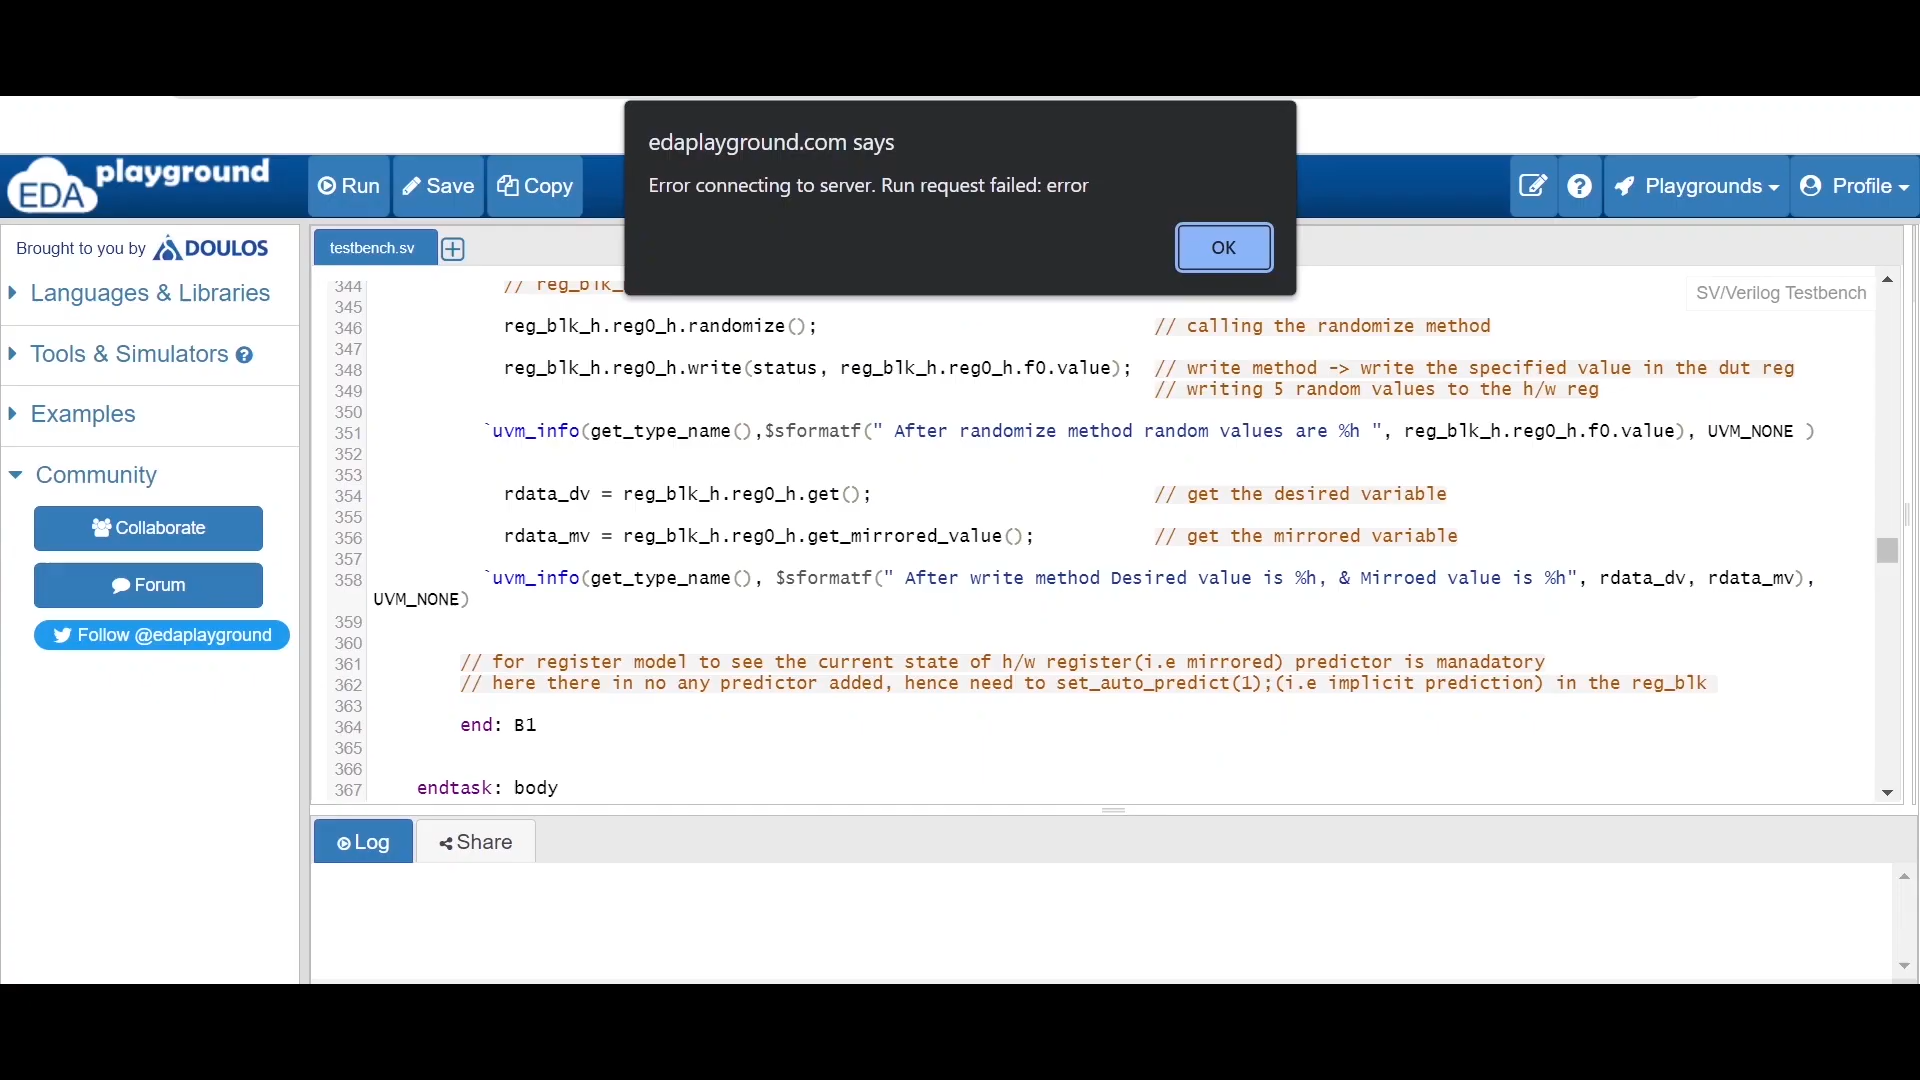 edaplayground.com says
Error connecting to server. Run request failed: error
OK
EDA playground
Run
Save
Copy
Playgrounds
Profile
Brought to you by DOULOS
Languages & Libraries
Tools & Simulators
Examples
Community
Collaborate
Forum
Follow @edaplayground
testbench.sv
SV/Verilog Testbench
344 // reg_blk_
345
346 reg_blk_h.reg0_h.randomize(); // calling the randomize method
347
348 reg_blk_h.reg0_h.write(status, reg_blk_h.reg0_h.f0.value); // write method -> write the specified value in the dut reg
349 // writing 5 random values to the h/w reg
350
351 `uvm_info(get_type_name(),$sformatf(" After randomize method random values are %h ", reg_blk_h.reg0_h.f0.value), UVM_NONE )
352
353
354 rdata_dv = reg_blk_h.reg0_h.get(); // get the desired variable
355
356 rdata_mv = reg_blk_h.reg0_h.get_mirrored_value(); // get the mirrored variable
357
358 `uvm_info(get_type_name(), $sformatf(" After write method Desired value is %h, & Mirroed value is %h", rdata_dv, rdata_mv),
UVM_NONE)
359
360
361 // for register model to see the current state of h/w register(i.e mirrored) predictor is manadatory
362 // here there in no any predictor added, hence need to set_auto_predict(1);(i.e implicit prediction) in the reg_blk
363
364 end: B1
365
366
367 endtask: body
Log
Share